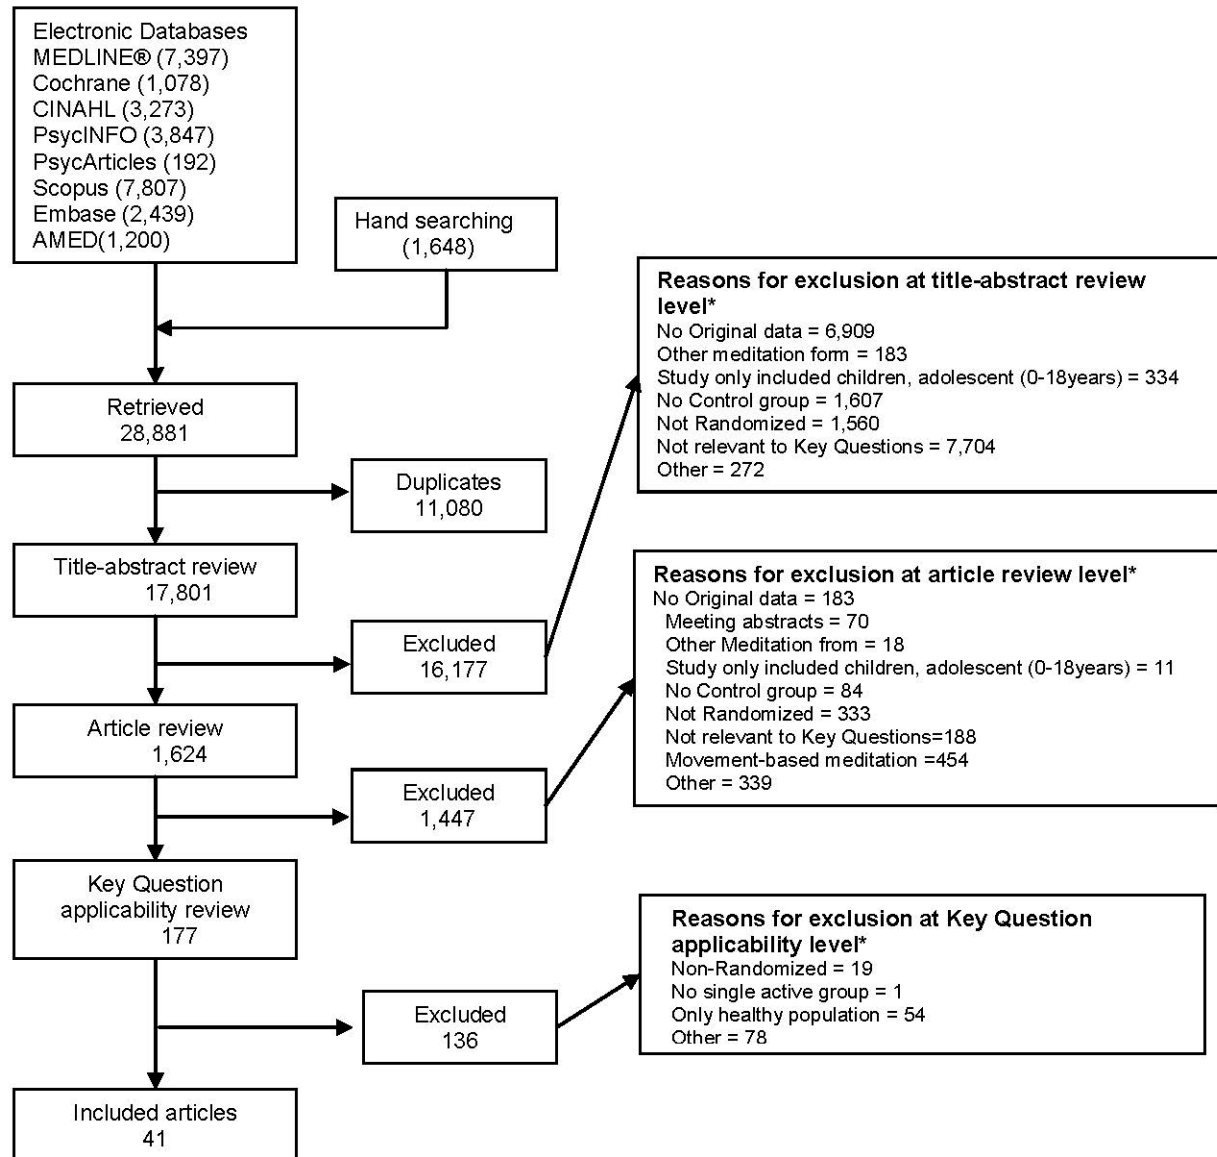 Electronic Databases
MEDLINE® (7,397)
Cochrane (1,078)
CINAHL (3,273)
PsycINFO (3,847)
PsycArticles (192)
Scopus (7,807)
Embase (2,439)
AMED(1,200)
Hand searching
(1,648)
Retrieved
28,881
Duplicates
11,080
Title-abstract review
17,801
Excluded
16,177
Reasons for exclusion at title-abstract review
level*
No Original data = 6,909
Other meditation form = 183
Study only included children, adolescent (0-18years) = 334
No Control group = 1,607
Not Randomized = 1,560
Not relevant to Key Questions = 7,704
Other = 272
Article review
1,624
Excluded
1,447
Reasons for exclusion at article review level*
No Original data = 183
Meeting abstracts = 70
Other Meditation from = 18
Study only included children, adolescent (0-18years) = 11
No Control group = 84
Not Randomized = 333
Not relevant to Key Questions=188
Movement-based meditation =454
Other = 339
Key Question
applicability review
177
Excluded
136
Reasons for exclusion at Key Question
applicability level*
Non-Randomized = 19
No single active group = 1
Only healthy population = 54
Other = 78
Included articles
41